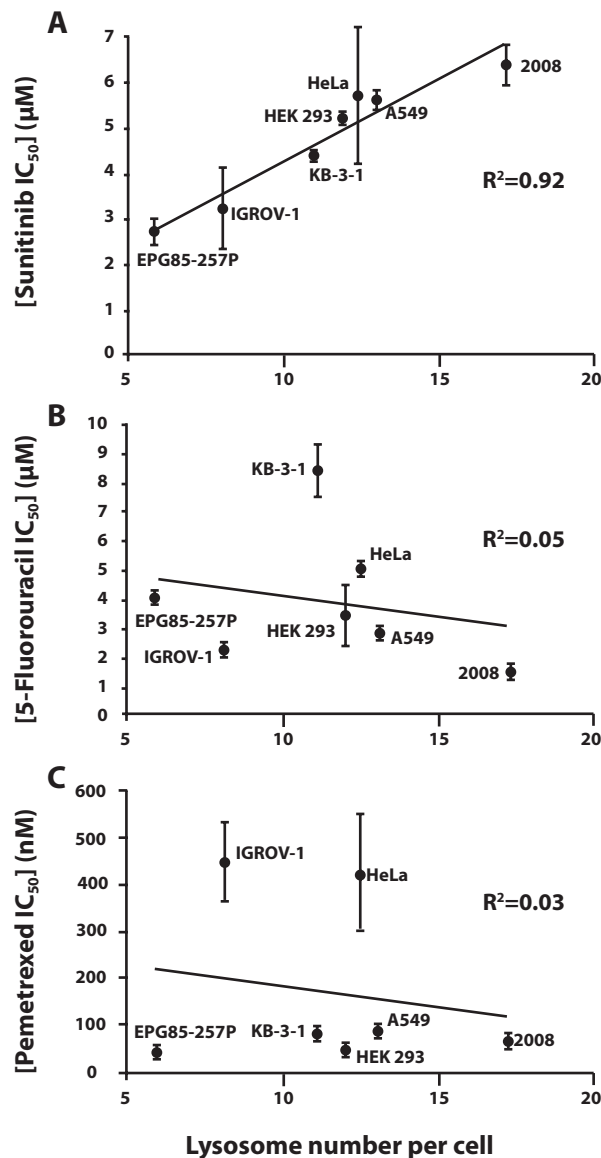 A
[Sunitinib IC50] (µM)
7
6
5
4
3
2
1
0
HeLa
2008
HEK 293
A549
KB-3-1
R2=0.92
IGROV-1
EPG85-257P
5
10
15
20
B
[5-Fluorouracil IC50] (µM)
10
9
8
7
6
5
4
3
2
1
0
KB-3-1
R2=0.05
HeLa
EPG85-257P
HEK 293
A549
IGROV-1
2008
5
10
15
20
C
[Pemetrexed IC50] (nM)
600
500
400
300
200
100
0
IGROV-1
HeLa
R2=0.03
EPG85-257P
KB-3-1
A549
HEK 293
2008
5
10
15
20
Lysosome number per cell